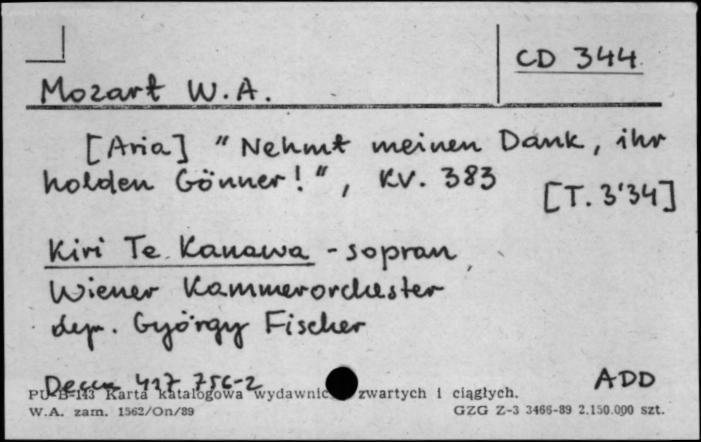 CD 344
Mozart W.A.
[Aria] "Nehmt meinen Dank, ihr
holden Gönner!", KV. 383
[T. 3'34]
Kiri Te Kanawa - sopran
Wiener Kammerorchester
dyr. György Fischer
Decca 417 756-2
ADD
PU-B-143 Karta katalogowa wydawnic zwartych i ciągłych.
W.A. zam. 1562/On/89 GZG Z-3 3466-89 2.150.000 szt.